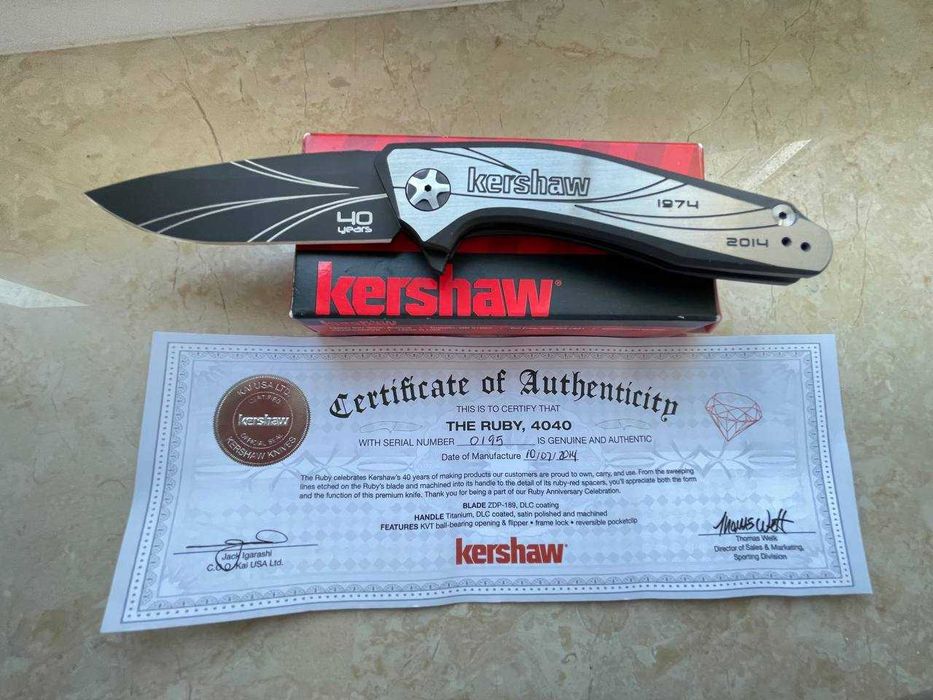 40
years
kershaw
1974
2014
kershaw
KAI USA LTD.
CERTIFIED
kershaw
OFFICIAL SEAL
KERSHAW KNIVES
Certificate of Authenticity
THIS IS TO CERTIFY THAT
THE RUBY, 4040
WITH SERIAL NUMBER 0195 IS GENUINE AND AUTHENTIC
Date of Manufacture 10/07/2014
The Ruby celebrates Kershaw's 40 years of making products our customers are proud to own, carry, and use. From the sweeping
lines etched on the Ruby's blade and machined into its handle to the detail of its ruby-red spacers, you'll appreciate both the form
and the function of this premium knife. Thank you for being a part of our Ruby Anniversary Celebration.
BLADE ZDP-189, DLC coating
HANDLE Titanium, DLC coated, satin polished and machined
FEATURES KVT ball-bearing opening & flipper • frame lock • reversible pocketclip
kershaw
Jack Igarashi
C.O.O. Kai USA Ltd.
Thomas Welk
Thomas Welk
Director of Sales & Marketing,
Sporting Division